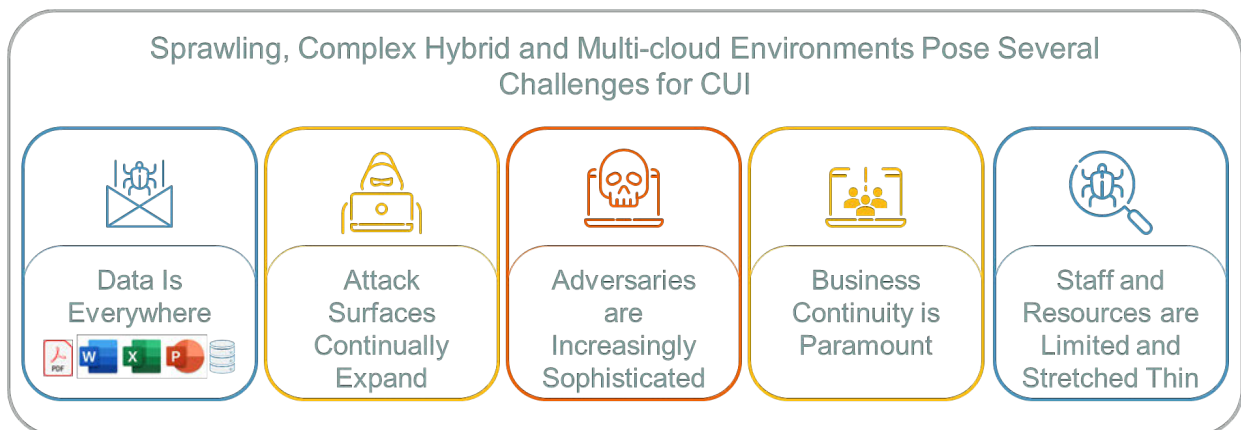 Sprawling, Complex Hybrid and Multi-cloud Environments Pose Several
Challenges for CUI
Data Is
Everywhere
PDF
W
X
P
Attack
Surfaces
Continually
Expand
Adversaries
are
Increasingly
Sophisticated
Business
Continuity is
Paramount
Staff and
Resources are
Limited and
Stretched Thin